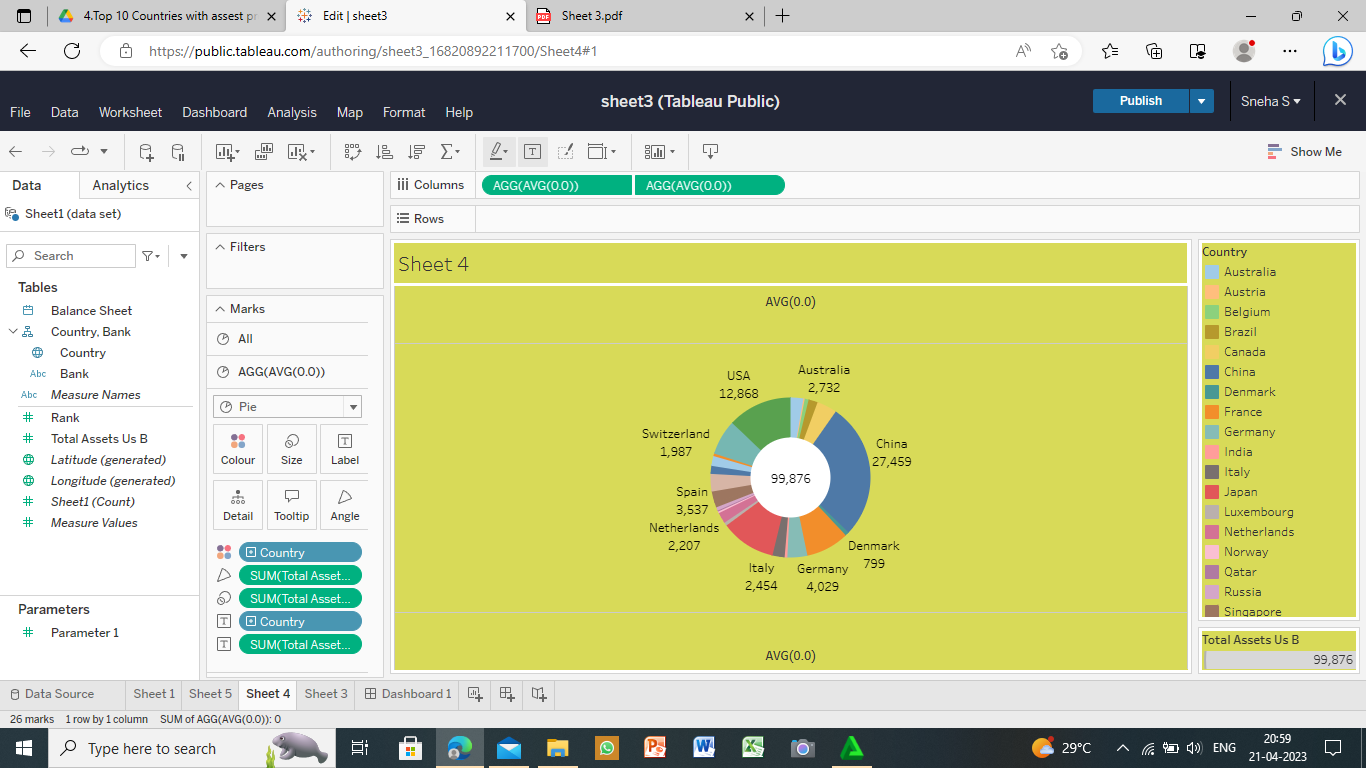 4.Top 10 Countries with assest pr
Edit | sheet3
Sheet 3.pdf
https://public.tableau.com/authoring/sheet3_16820892211700/Sheet4#1
sheet3 (Tableau Public)
File Data Worksheet Dashboard Analysis Map Format Help
Publish
Sneha S
Show Me
Data
Analytics
Sheet1 (data set)
Search
Tables
Balance Sheet
Country, Bank
Country
Abc Bank
Abc Measure Names
Rank
Total Assets Us B
Latitude (generated)
Longitude (generated)
Sheet1 (Count)
Measure Values
Parameters
Parameter 1
Pages
Filters
Marks
All
AGG(AVG(0.0))
Pie
Colour
Size
Label
Detail
Tooltip
Angle
Country
SUM(Total Asset...
SUM(Total Asset...
Country
SUM(Total Asset...
Columns
AGG(AVG(0.0))
AGG(AVG(0.0))
Rows
Sheet 4
AVG(0.0)
USA
12,868
Australia
2,732
Switzerland
1,987
China
27,459
99,876
Spain
3,537
Netherlands
2,207
Denmark
799
Italy
2,454
Germany
4,029
AVG(0.0)
Country
Australia
Austria
Belgium
Brazil
Canada
China
Denmark
France
Germany
India
Italy
Japan
Luxembourg
Netherlands
Norway
Qatar
Russia
Singapore
Total Assets Us B
99,876
Data Source
Sheet 1
Sheet 5
Sheet 4
Sheet 3
Dashboard 1
26 marks 1 row by 1 column SUM of AGG(AVG(0.0)): 0
Type here to search
29°C
ENG
20:59
21-04-2023